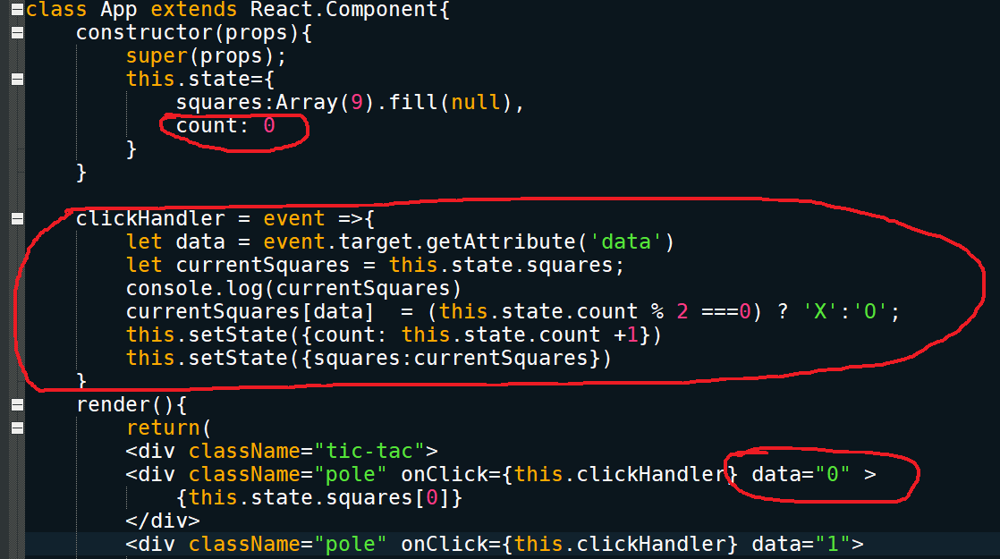 class App extends React.Component{
constructor(props){
super(props);
this.state={
squares:Array(9).fill(null),
count: 0
}
}
clickHandler = event =>{
let data = event.target.getAttribute('data')
let currentSquares = this.state.squares;
console.log(currentSquares)
currentSquares[data]  = (this.state.count % 2 ===0) ? 'X':'O';
this.setState({count: this.state.count +1})
this.setState({squares:currentSquares})
}
render(){
return(
<div className="tic-tac">
<div className="pole" onClick={this.clickHandler} data="0" >
{this.state.squares[0]}
</div>
<div className="pole" onClick={this.clickHandler} data="1">